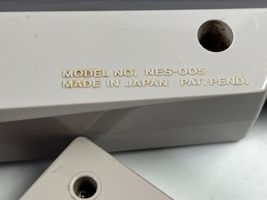 MODEL NO. NES-005
MADE IN JAPAN PAT. PEND.